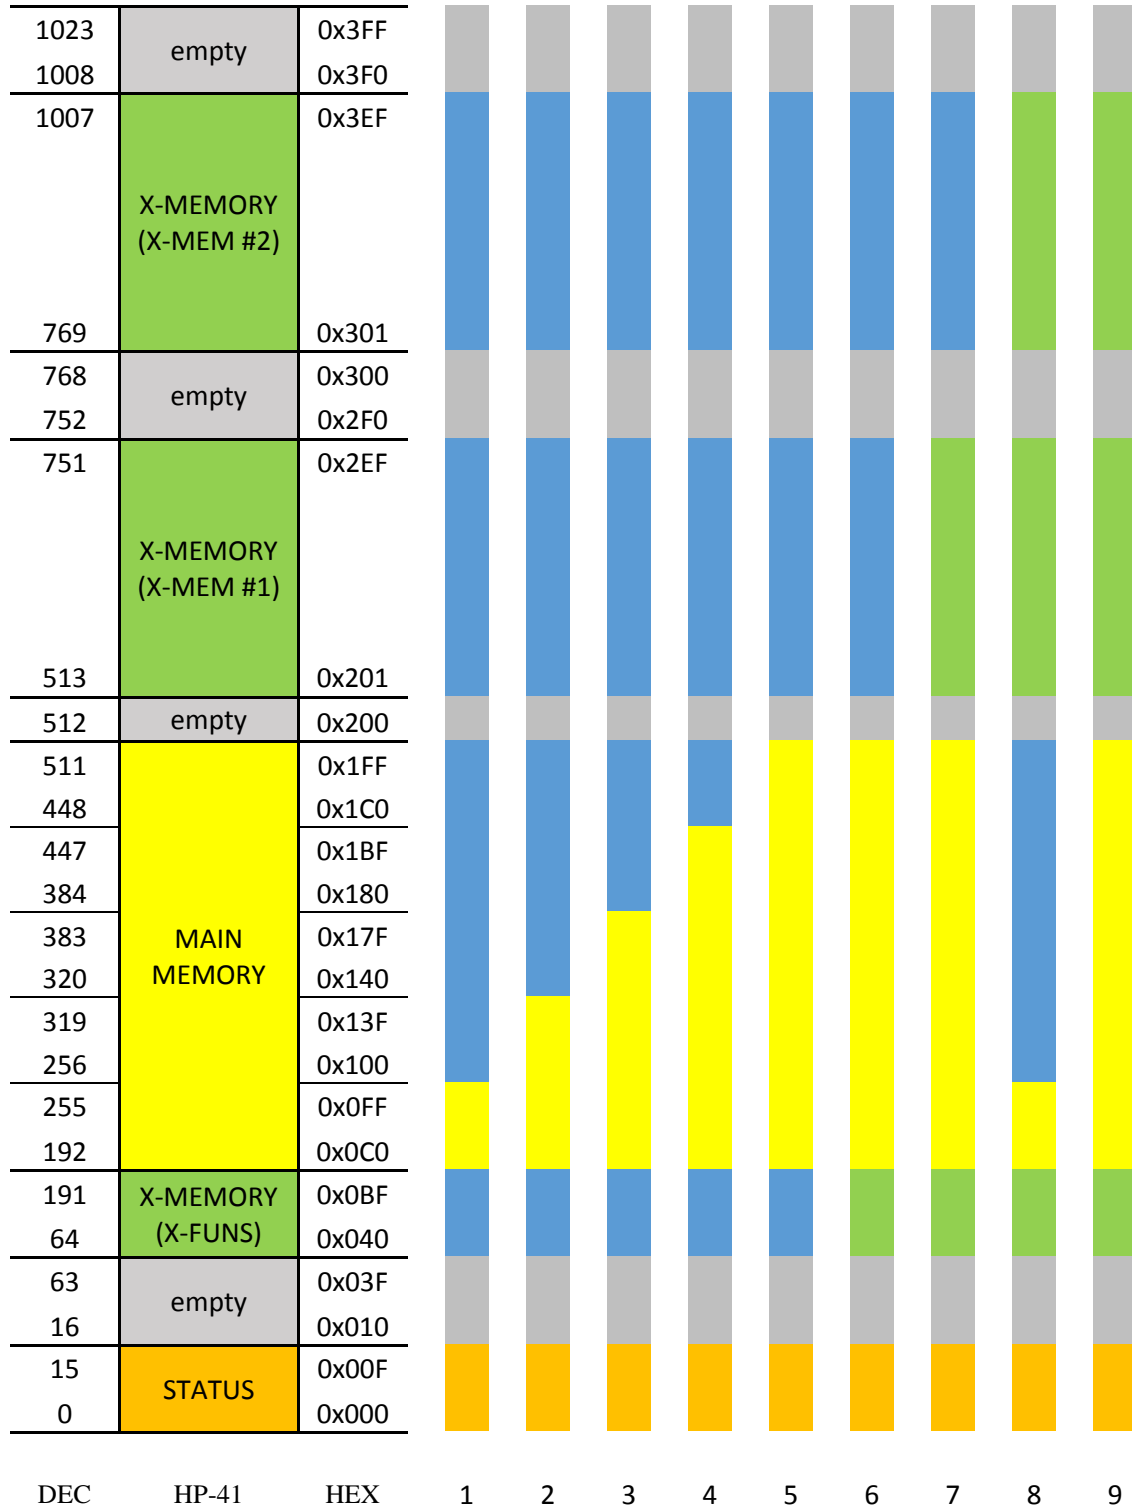 1023 0x3FF
empty
1008 0x3F0
1007 0x3EF
X-MEMORY
(X-MEM #2)
769 0x301
768 0x300
empty
752 0x2F0
751 0x2EF
X-MEMORY
(X-MEM #1)
513 0x201
512 empty 0x200
511 0x1FF
448 0x1C0
447 0x1BF
384 0x180
383 MAIN 0x17F
320 MEMORY 0x140
319 0x13F
256 0x100
255 0x0FF
192 0x0C0
191 X-MEMORY 0x0BF
64 (X-FUNS) 0x040
63 0x03F
empty
16 0x010
15 0x00F
STATUS
0 0x000
DEC HP-41 HEX 1 2 3 4 5 6 7 8 9